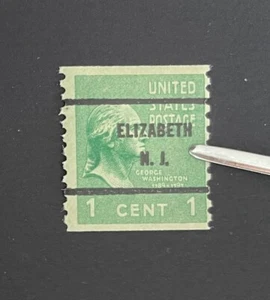 UNITED
STATES
POSTAGE
ELIZABETH
N. J.
GEORGE
WASHINGTON
1 CENT 1